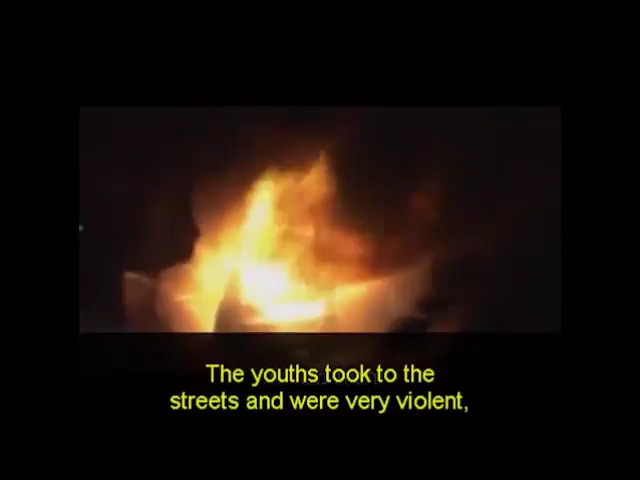 The youths took to the
streets and were very violent,